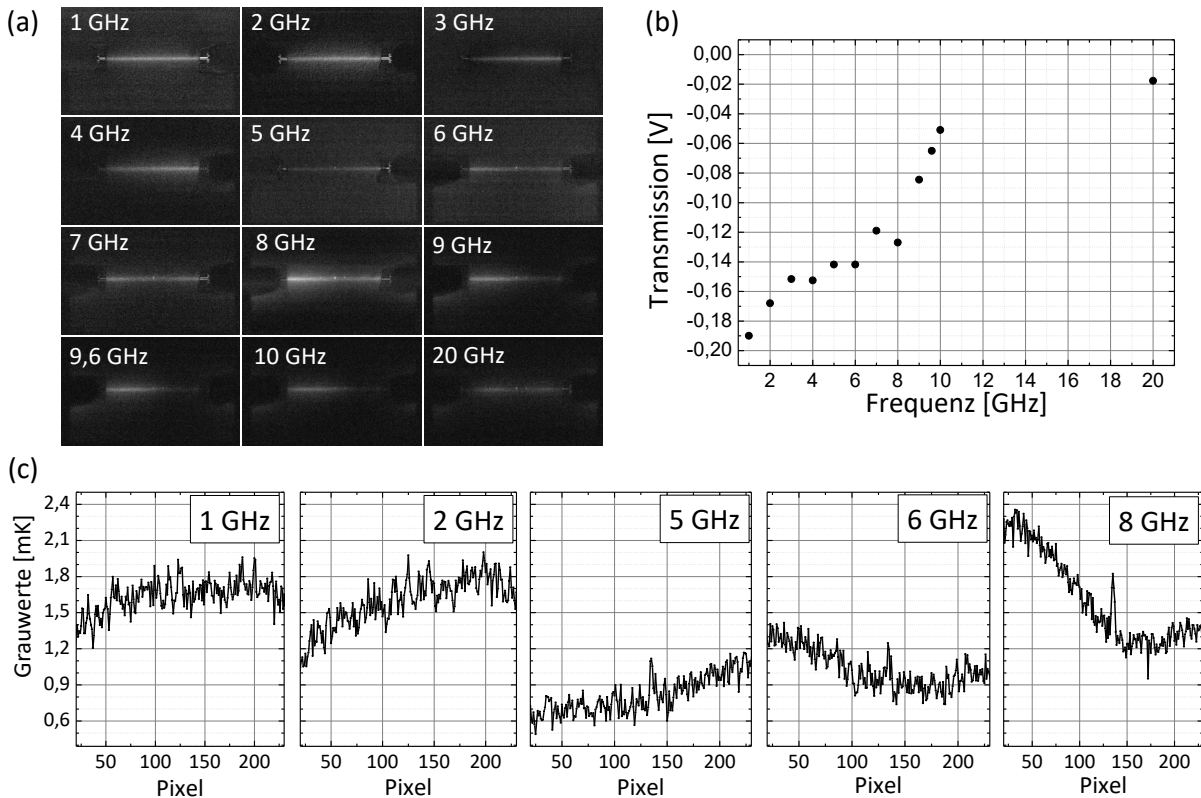 (a)
1 GHz
2 GHz
3 GHz
4 GHz
5 GHz
6 GHz
7 GHz
8 GHz
9 GHz
9,6 GHz
10 GHz
20 GHz
(b)
0,00
-0,02
-0,04
-0,06
-0,08
-0,10
-0,12
-0,14
-0,16
-0,18
-0,20
Transmission [V]
2 4 6 8 10 12 14 16 18 20
Frequenz [GHz]
(c)
2,4
2,1
1,8
1,5
1,2
0,9
0,6
Grauwerte [mK]
1 GHz
2 GHz
5 GHz
6 GHz
8 GHz
50 100 150 200
50 100 150 200
50 100 150 200
50 100 150 200
50 100 150 200
Pixel
Pixel
Pixel
Pixel
Pixel